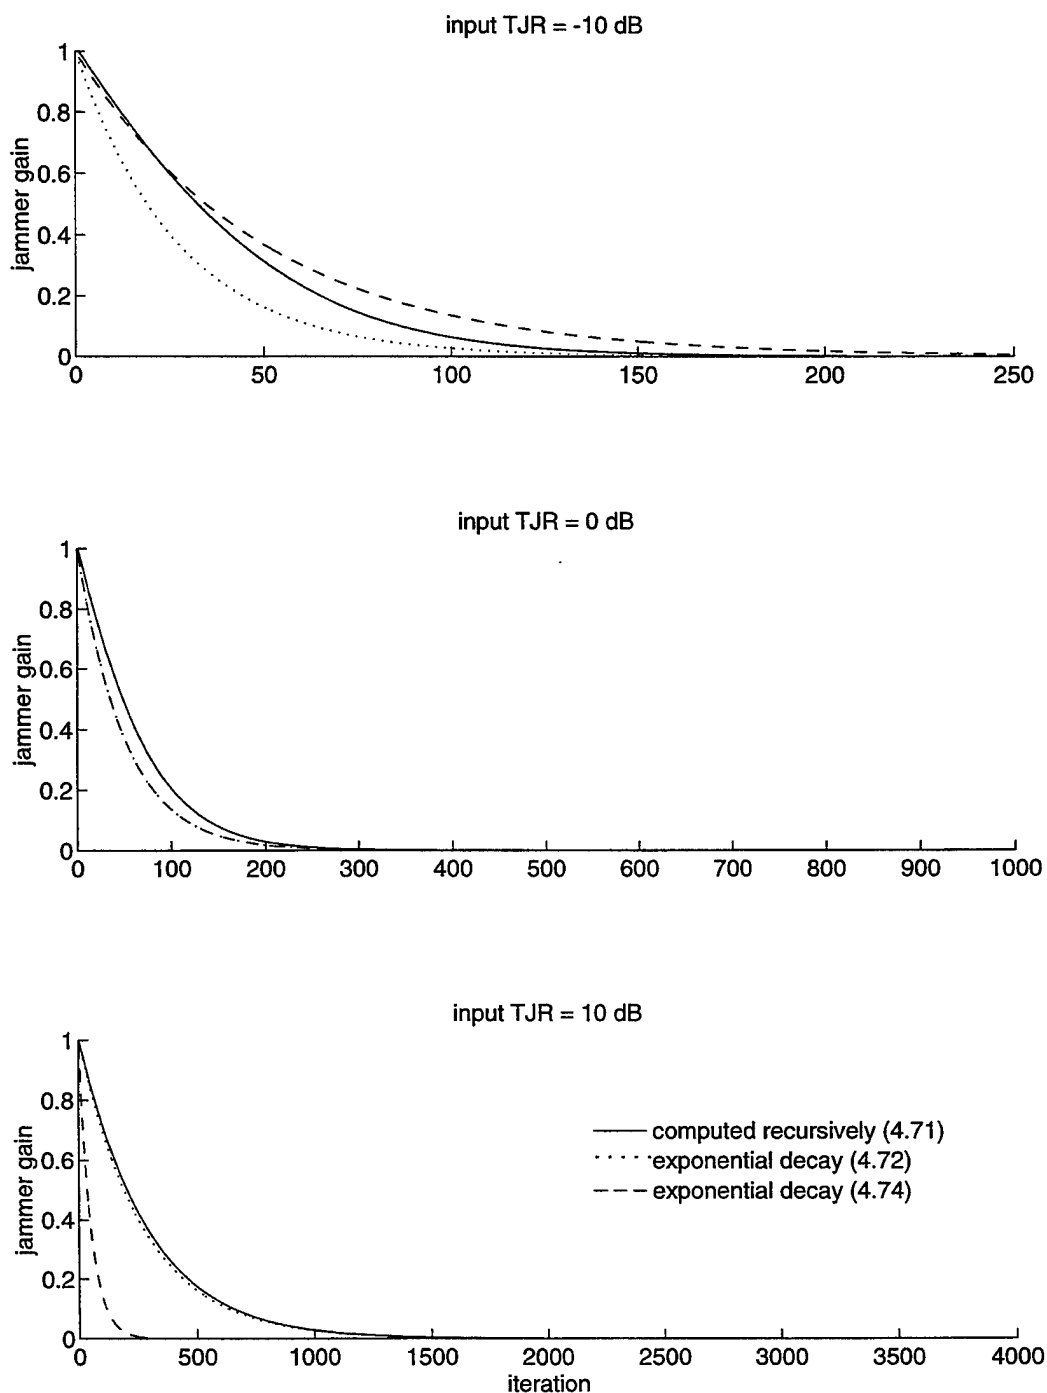 input TJR = -10 dB
1
0.8
0.6
0.4
0.2
0
jammer gain
0 50 100 150 200 250
input TJR = 0 dB
1
0.8
0.6
0.4
0.2
0
jammer gain
0 100 200 300 400 500 600 700 800 900 1000
input TJR = 10 dB
1
0.8
0.6
0.4
0.2
0
jammer gain
computed recursively (4.71)
exponential decay (4.72)
exponential decay (4.74)
0 500 1000 1500 2000 2500 3000 3500 4000
iteration